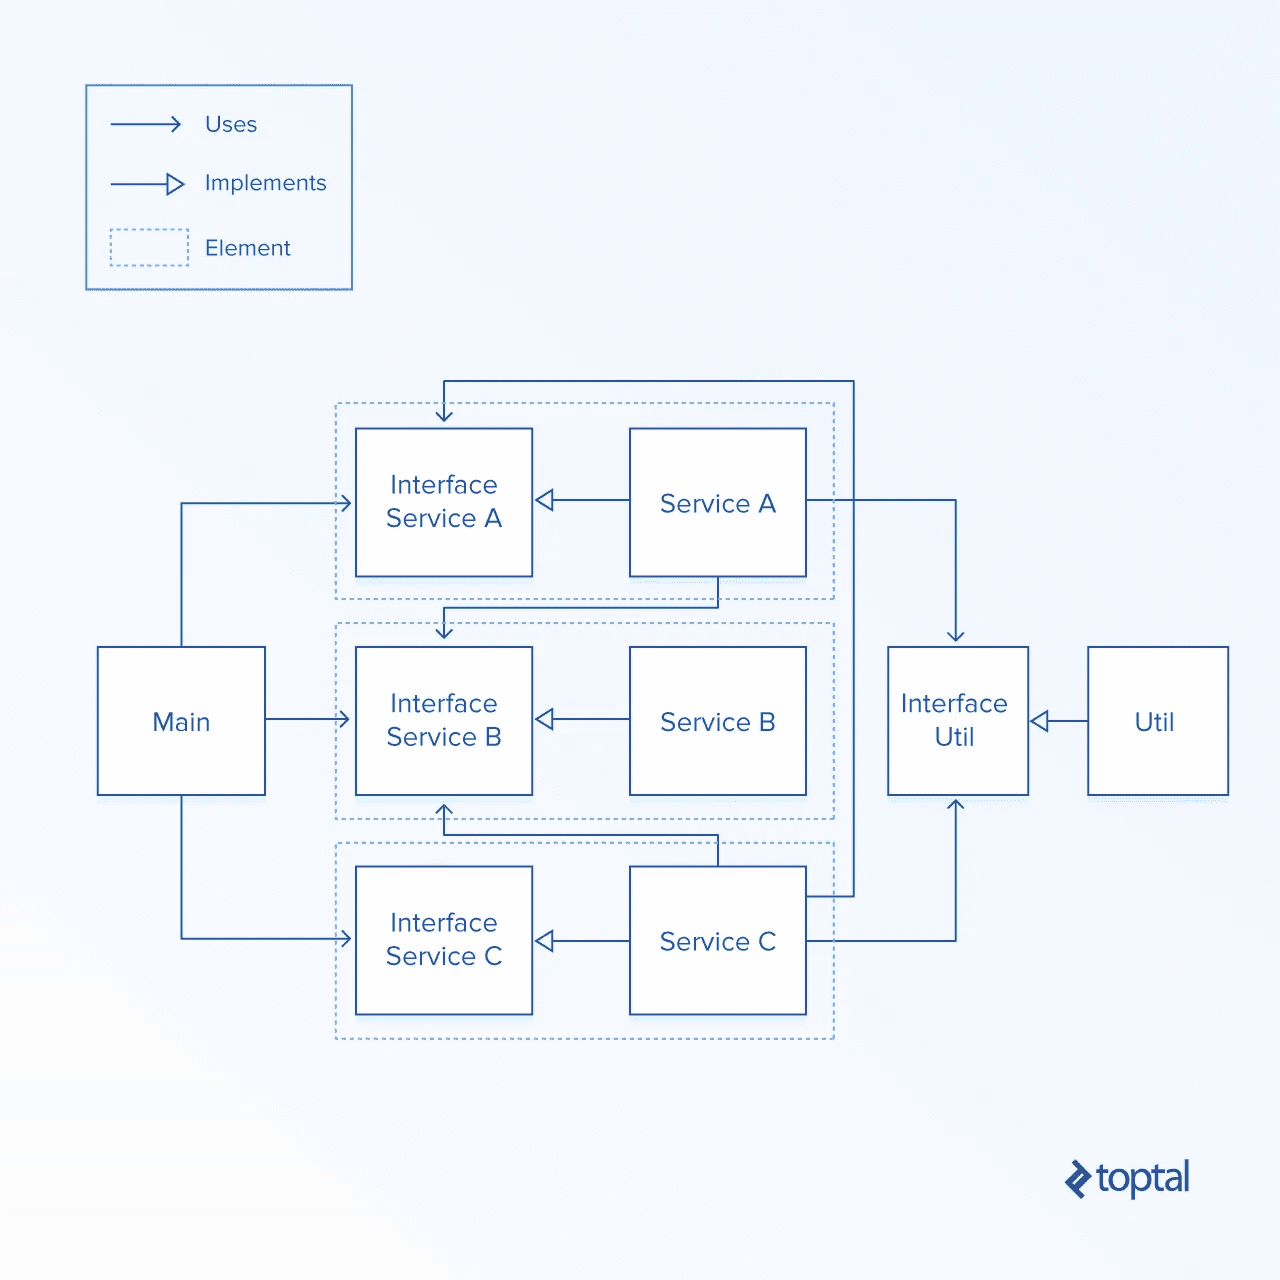 Uses
Implements
Element
Interface
Service A
Service A
Main
Interface
Service B
Service B
Interface
Util
Util
Interface
Service C
Service C
toptal